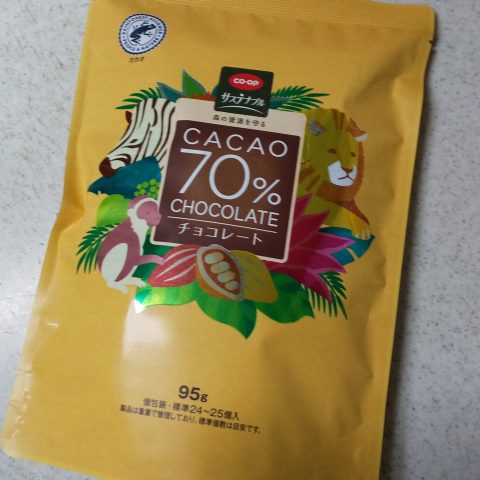 カカオ
CO・OP
サステナブル
森の資源を守る
CACAO
70%
CHOCOLATE
チョコレート
95g
個包装・標準24～25個入
製品は重量で管理しており、標準個数は目安です。